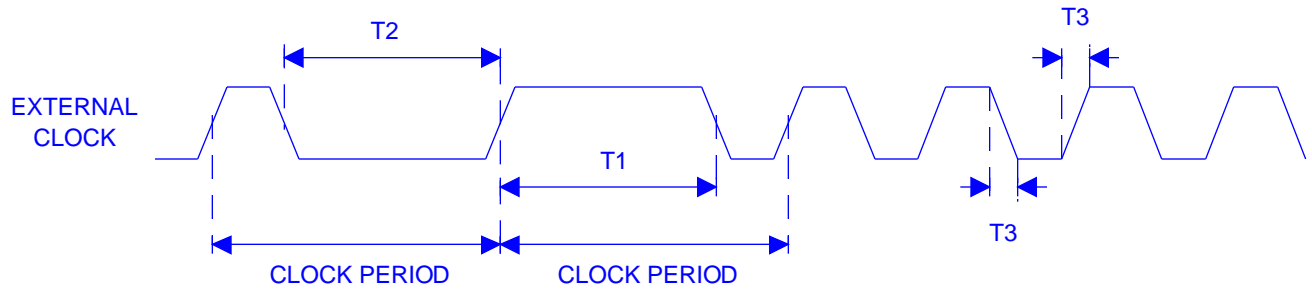 T2
T3
EXTERNAL
CLOCK
T1
T3
CLOCK PERIOD
CLOCK PERIOD